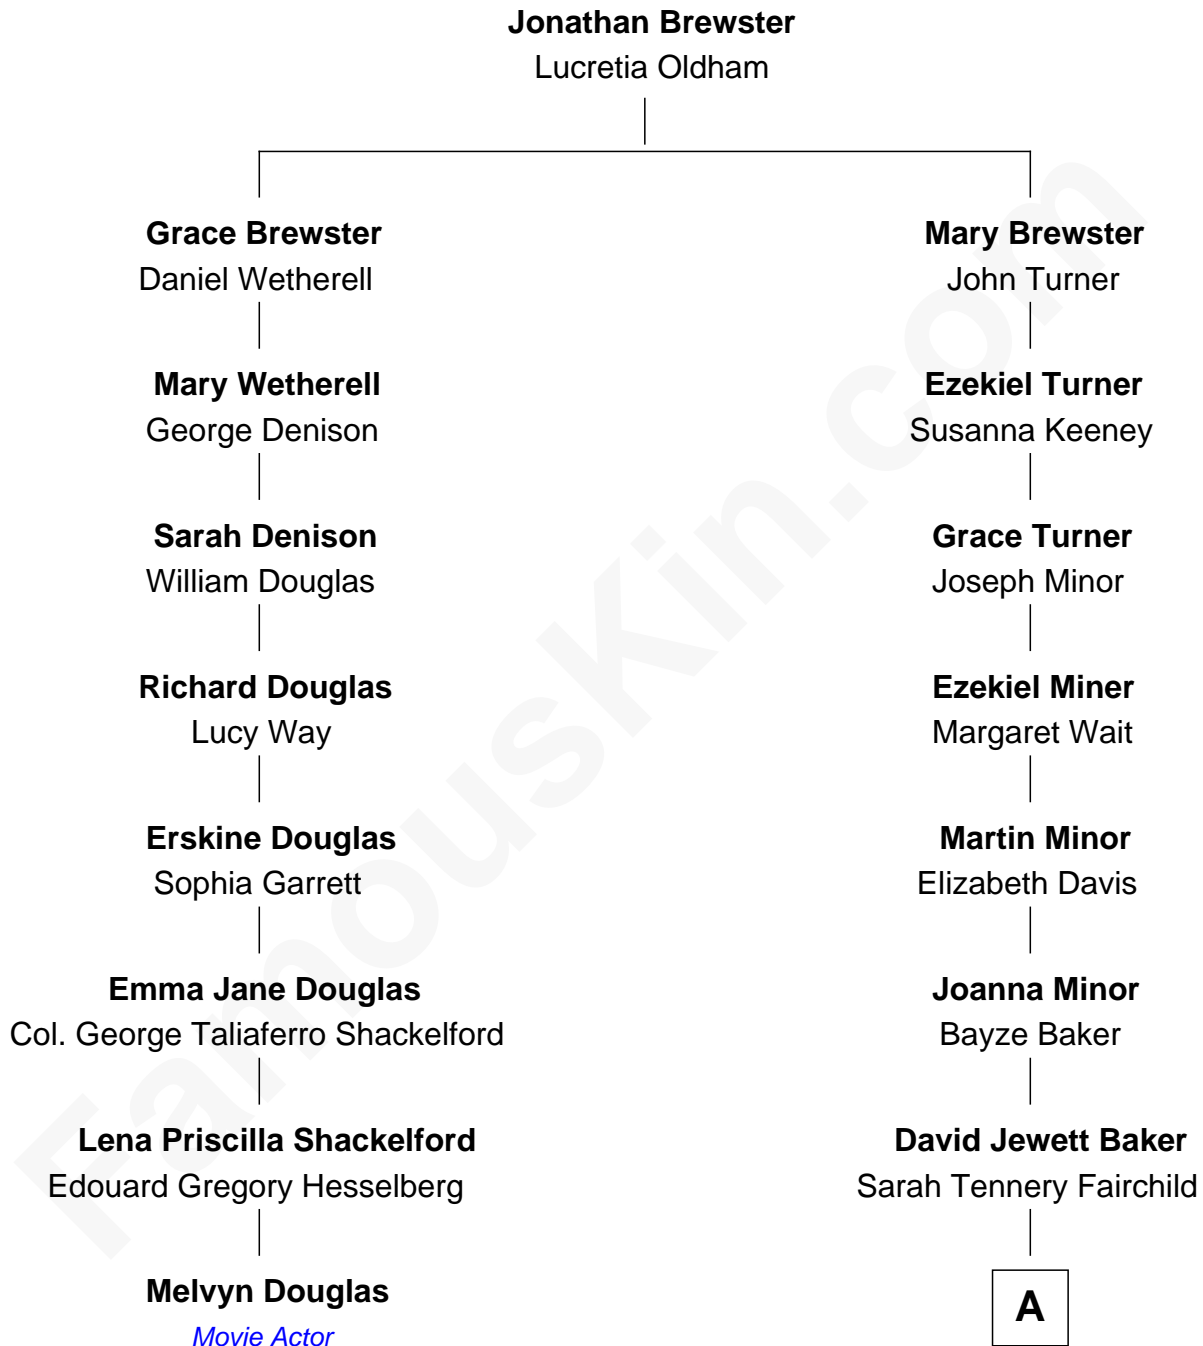 Jonathan Brewster
Lucretia Oldham
Grace Brewster
Daniel Wetherell
Mary Brewster
John Turner
Mary Wetherell
George Denison
Ezekiel Turner
Susanna Keeney
Sarah Denison
William Douglas
Grace Turner
Joseph Minor
Richard Douglas
Lucy Way
Ezekiel Miner
Margaret Wait
Erskine Douglas
Sophia Garrett
Martin Minor
Elizabeth Davis
Emma Jane Douglas
Col. George Taliaferro Shackelford
Joanna Minor
Bayze Baker
Lena Priscilla Shackelford
Edouard Gregory Hesselberg
David Jewett Baker
Sarah Tennery Fairchild
Melvyn Douglas
Movie Actor
A
FamousKin.com